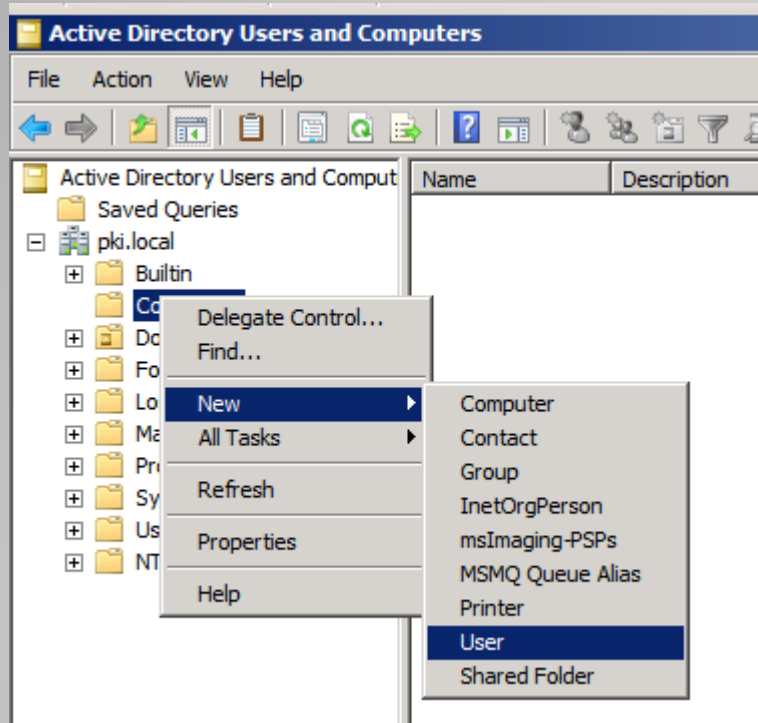 Active Directory Users and Computers
File Action View Help
Active Directory Users and Comput
Name Description
Saved Queries
pki.local
Builtin
Delegate Control...
Find...
New
All Tasks
Refresh
Properties
Help
Computer
Contact
Group
InetOrgPerson
msImaging-PSPs
MSMQ Queue Alias
Printer
User
Shared Folder